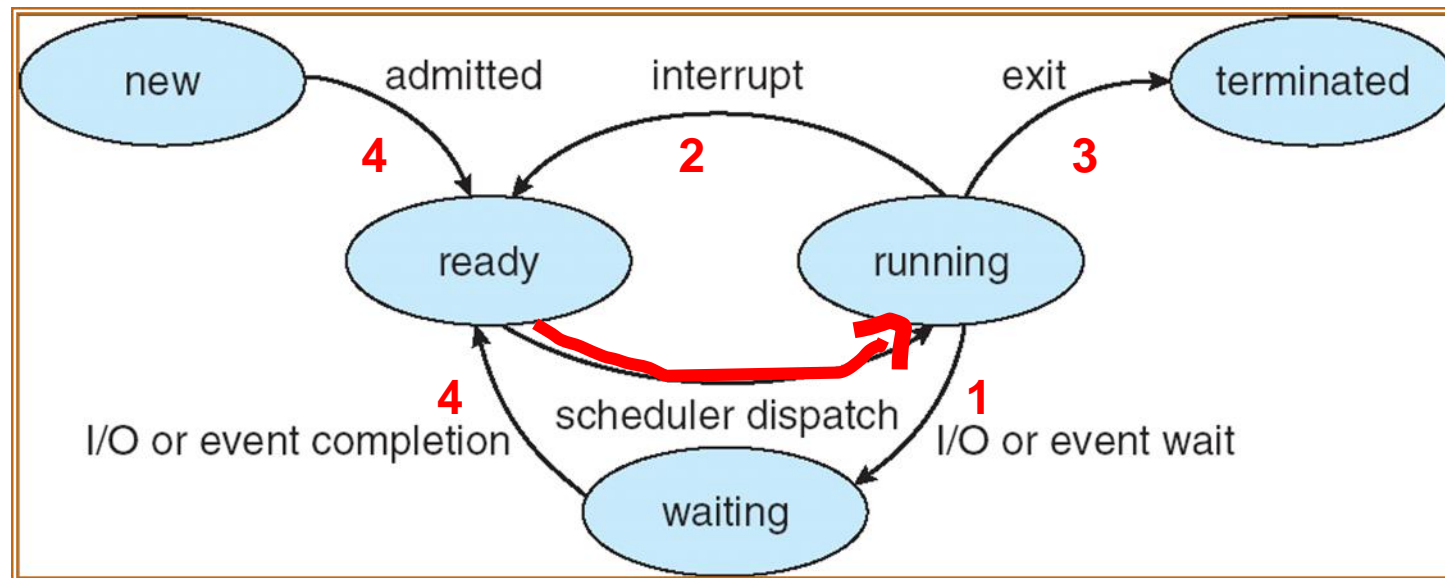 new
admitted
interrupt
exit
terminated
4
2
3
ready
running
4
1
scheduler dispatch
I/O or event completion
I/O or event wait
waiting